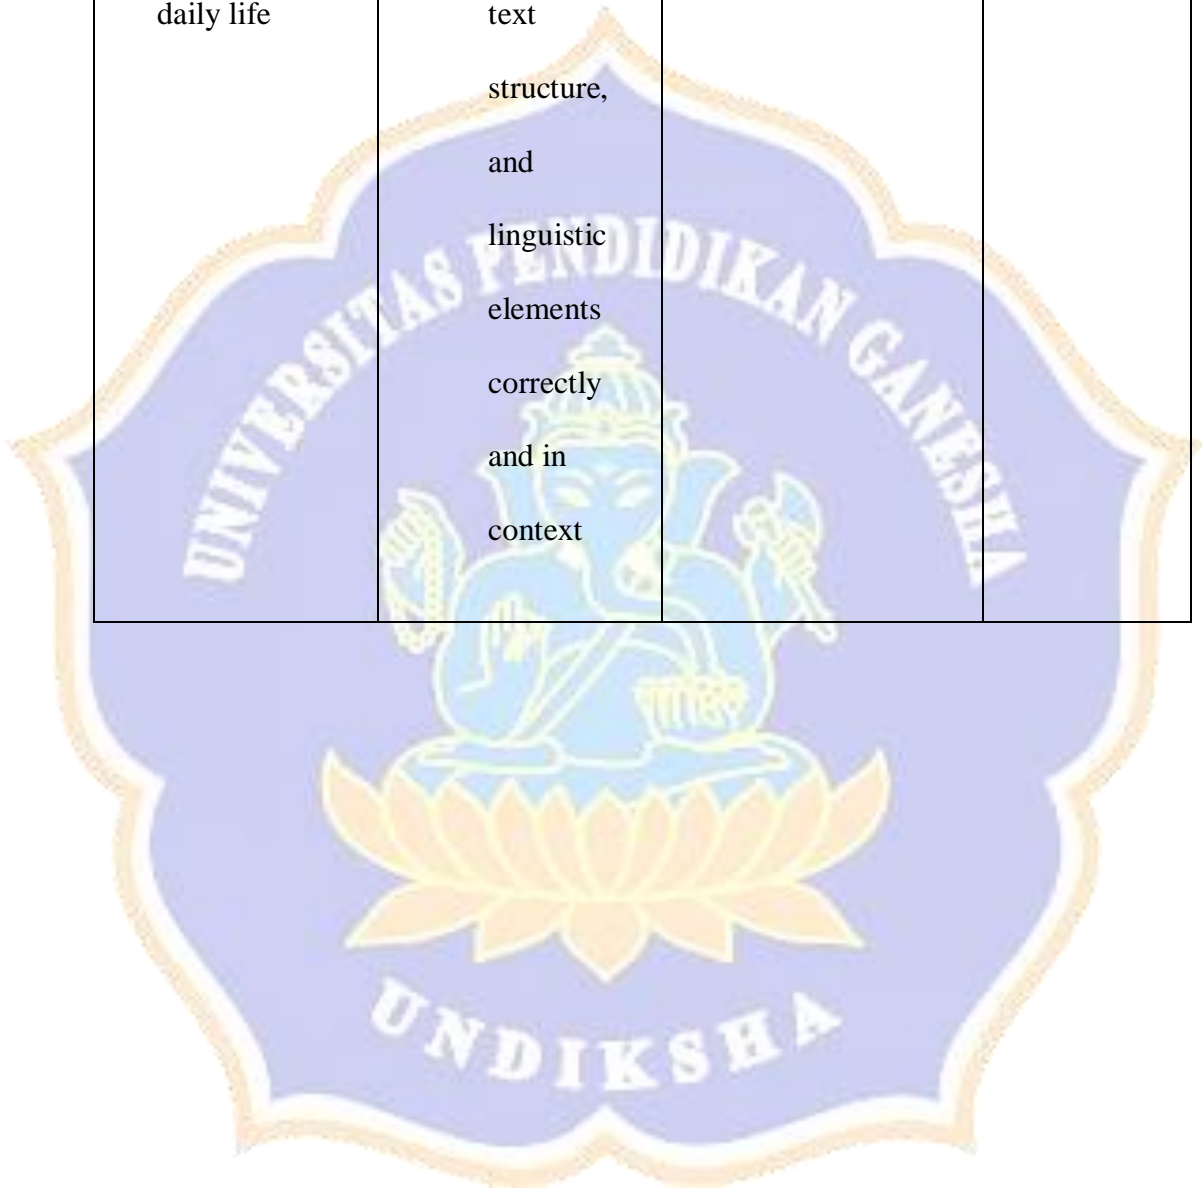 daily life
text
structure,
and
linguistic
elements
correctly
and in
context
UNIVERSITAS PENDIDIKAN GANESHA
UNDIKSHA